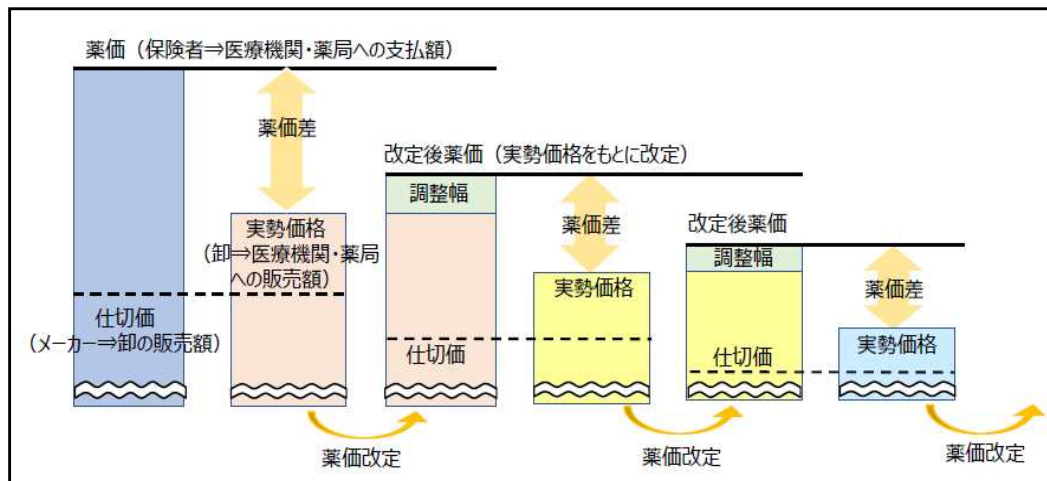 薬価（保険者⇒医療機関・薬局への支払額）
薬価差
実勢価格
（卸⇒医療機関・薬局
への販売額）
仕切価
（メーカー⇒卸の販売額）
薬価改定
改定後薬価（実勢価格をもとに改定）
調整幅
仕切価
薬価差
実勢価格
薬価改定
改定後薬価
調整幅
仕切価
薬価差
実勢価格
薬価改定